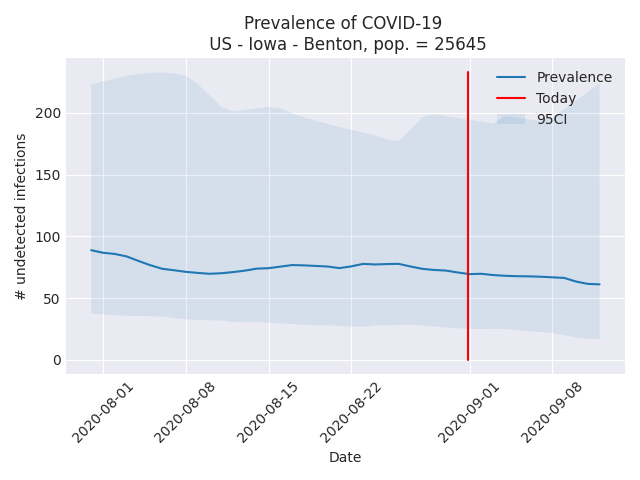 Prevalence of COVID-19
US - Iowa - Benton, pop. = 25645
Prevalence
Today
95CI
# undetected infections
200
150
100
50
0
2020-08-01
2020-08-08
2020-08-15
2020-08-22
2020-09-01
2020-09-08
Date